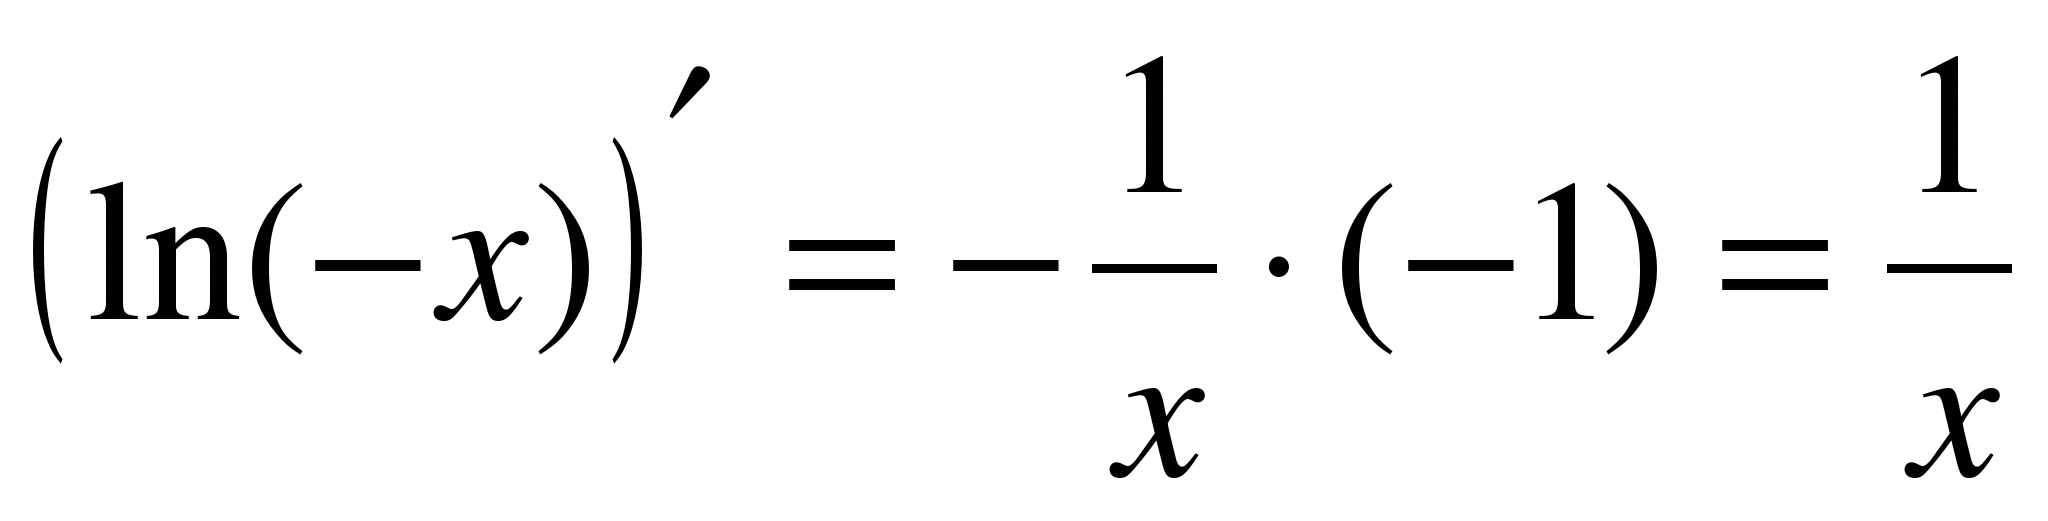 (ln(−x))′ = −1/x · (−1) = 1/x